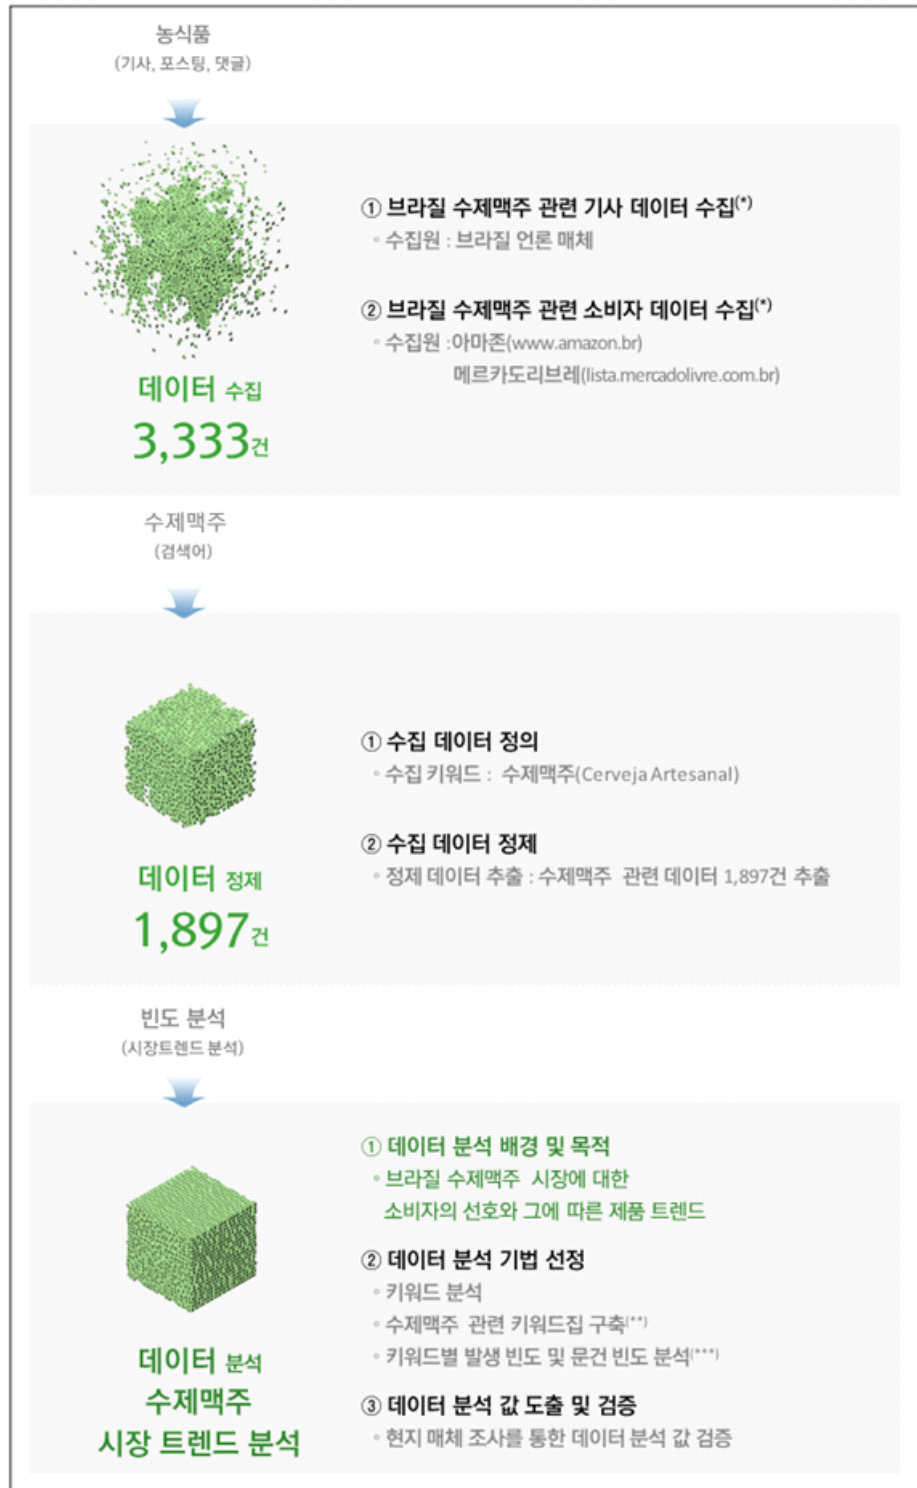 농식품
(기사, 포스팅, 댓글)
① 브라질 수제맥주 관련 기사 데이터 수집(*)
◦ 수집원 : 브라질 언론 매체
② 브라질 수제맥주 관련 소비자 데이터 수집(*)
◦ 수집원 :아마존(www.amazon.br)
메르카도리브레(lista.mercadolivre.com.br)
데이터 수집
3,333건
수제맥주
(검색어)
① 수집 데이터 정의
◦ 수집 키워드 : 수제맥주(Cerveja Artesanal)
② 수집 데이터 정제
◦ 정제 데이터 추출 : 수제맥주 관련 데이터 1,897건 추출
데이터 정제
1,897건
빈도 분석
(시장트렌드 분석)
① 데이터 분석 배경 및 목적
◦ 브라질 수제맥주 시장에 대한
소비자의 선호와 그에 따른 제품 트렌드
② 데이터 분석 기법 선정
◦ 키워드 분석
◦ 수제맥주 관련 키워드집 구축(**)
◦ 키워드별 발생 빈도 및 문건 빈도 분석(***)
③ 데이터 분석 값 도출 및 검증
◦ 현지 매체 조사를 통한 데이터 분석 값 검증
데이터 분석
수제맥주
시장 트렌드 분석